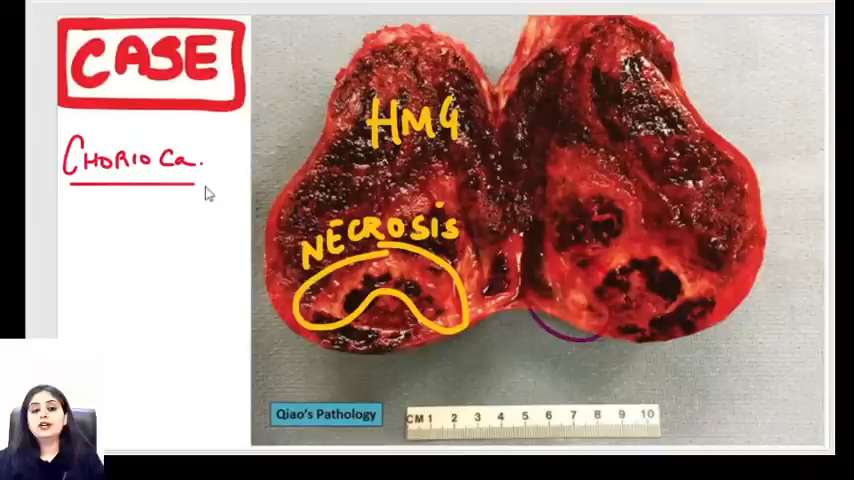 CASE
CHORIO Ca.
HMG
NECROSIS
Qiao's Pathology
CM 1 2 3 4 5 6 7 8 9 10